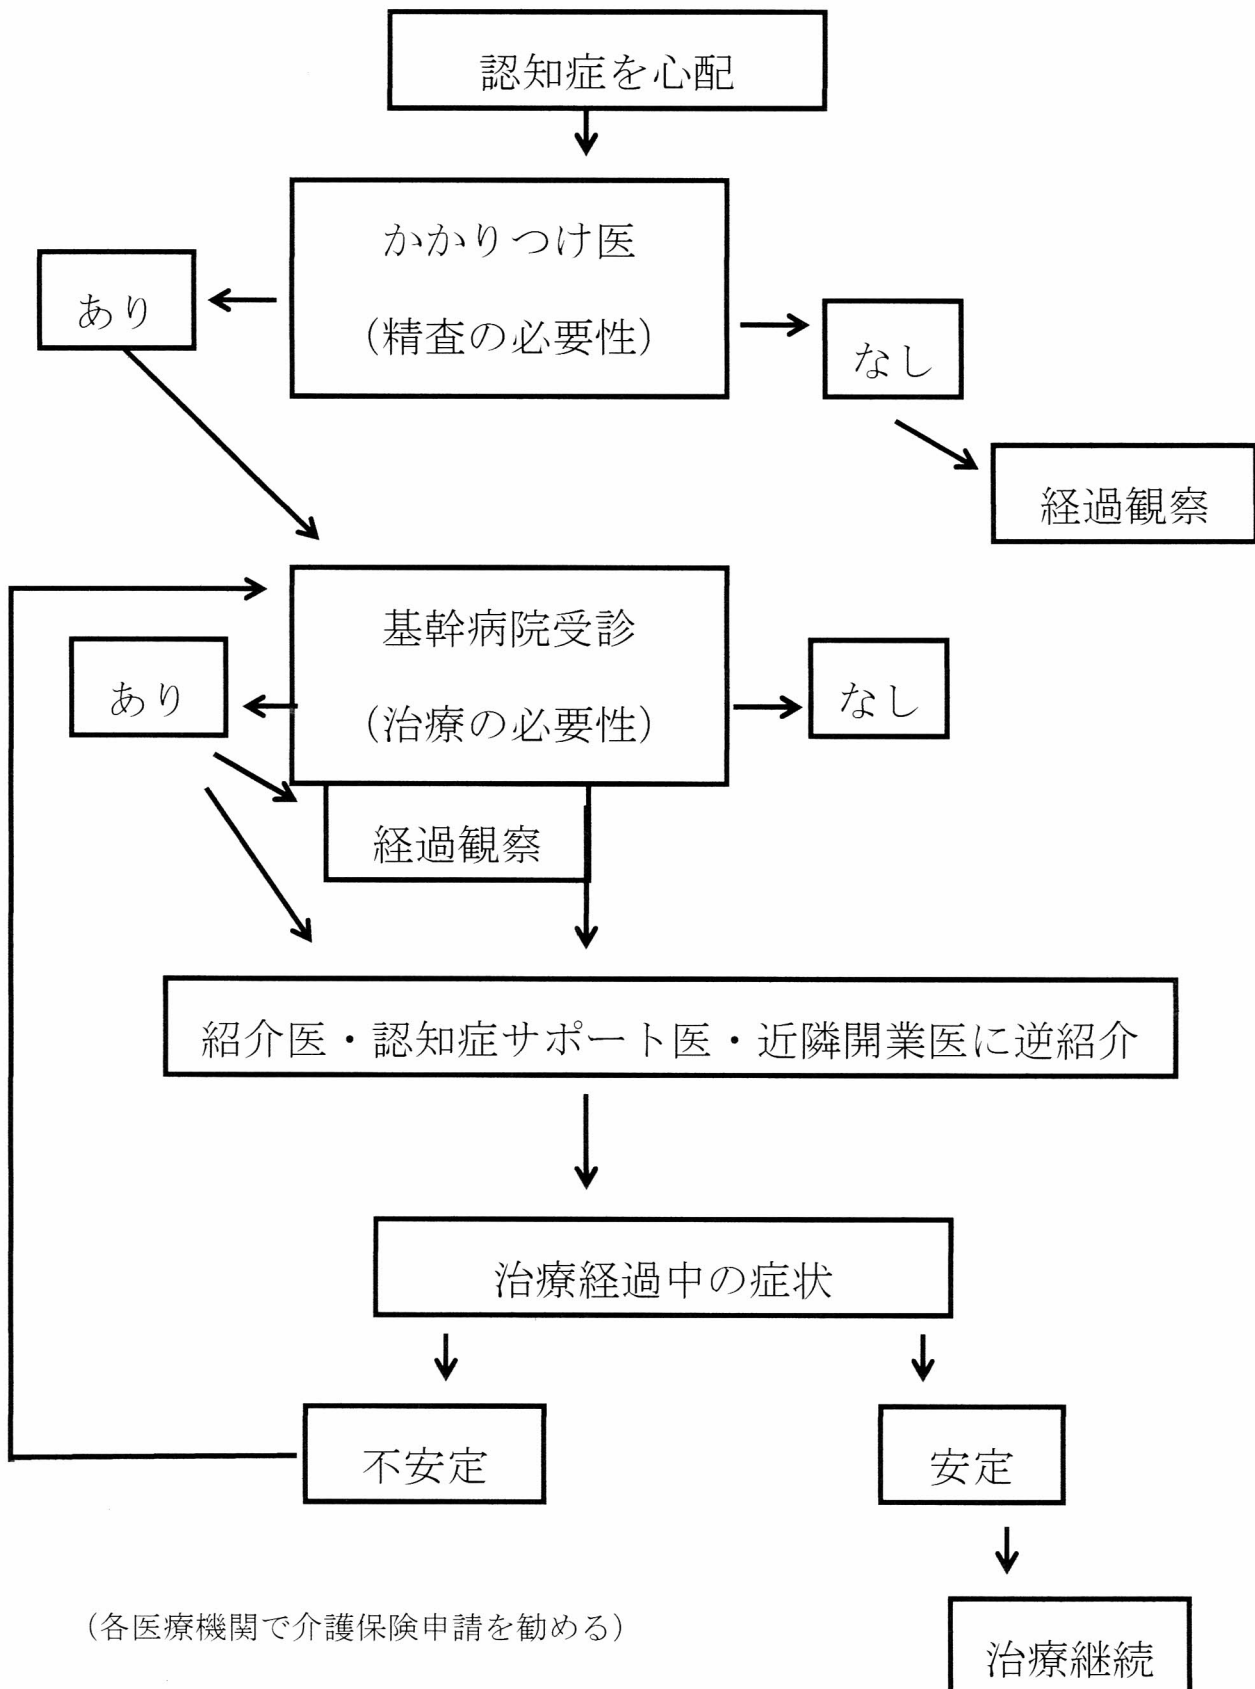 認知症を心配
かかりつけ医
(精査の必要性)
あり
なし
経過観察
基幹病院受診
(治療の必要性)
あり
なし
経過観察
紹介医・認知症サポート医・近隣開業医に逆紹介
治療経過中の症状
不安定
安定
(各医療機関で介護保険申請を勧める)
治療継続